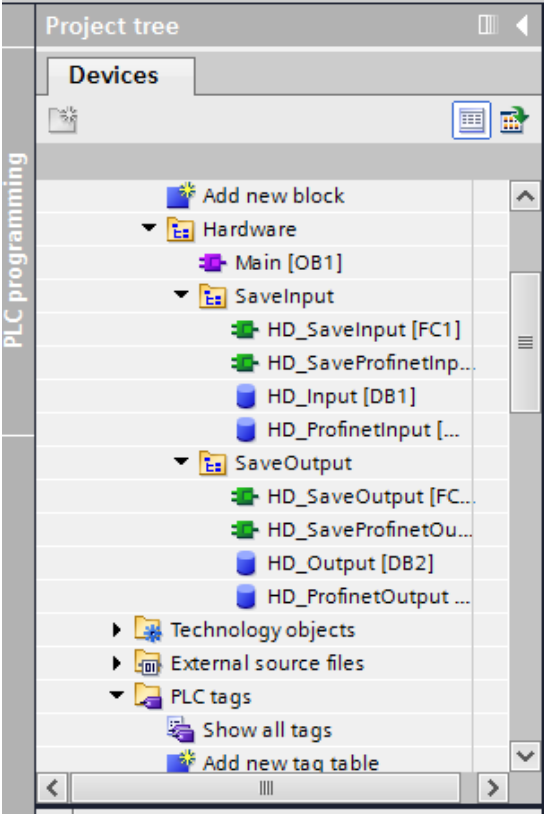 Project tree
Devices
PLC programming
Add new block
Hardware
Main [OB1]
SaveInput
HD_SaveInput [FC1]
HD_SaveProfinetInp...
HD_Input [DB1]
HD_ProfinetInput [...
SaveOutput
HD_SaveOutput [FC...
HD_SaveProfinetOu...
HD_Output [DB2]
HD_ProfinetOutput ...
Technology objects
External source files
PLC tags
Show all tags
Add new tag table